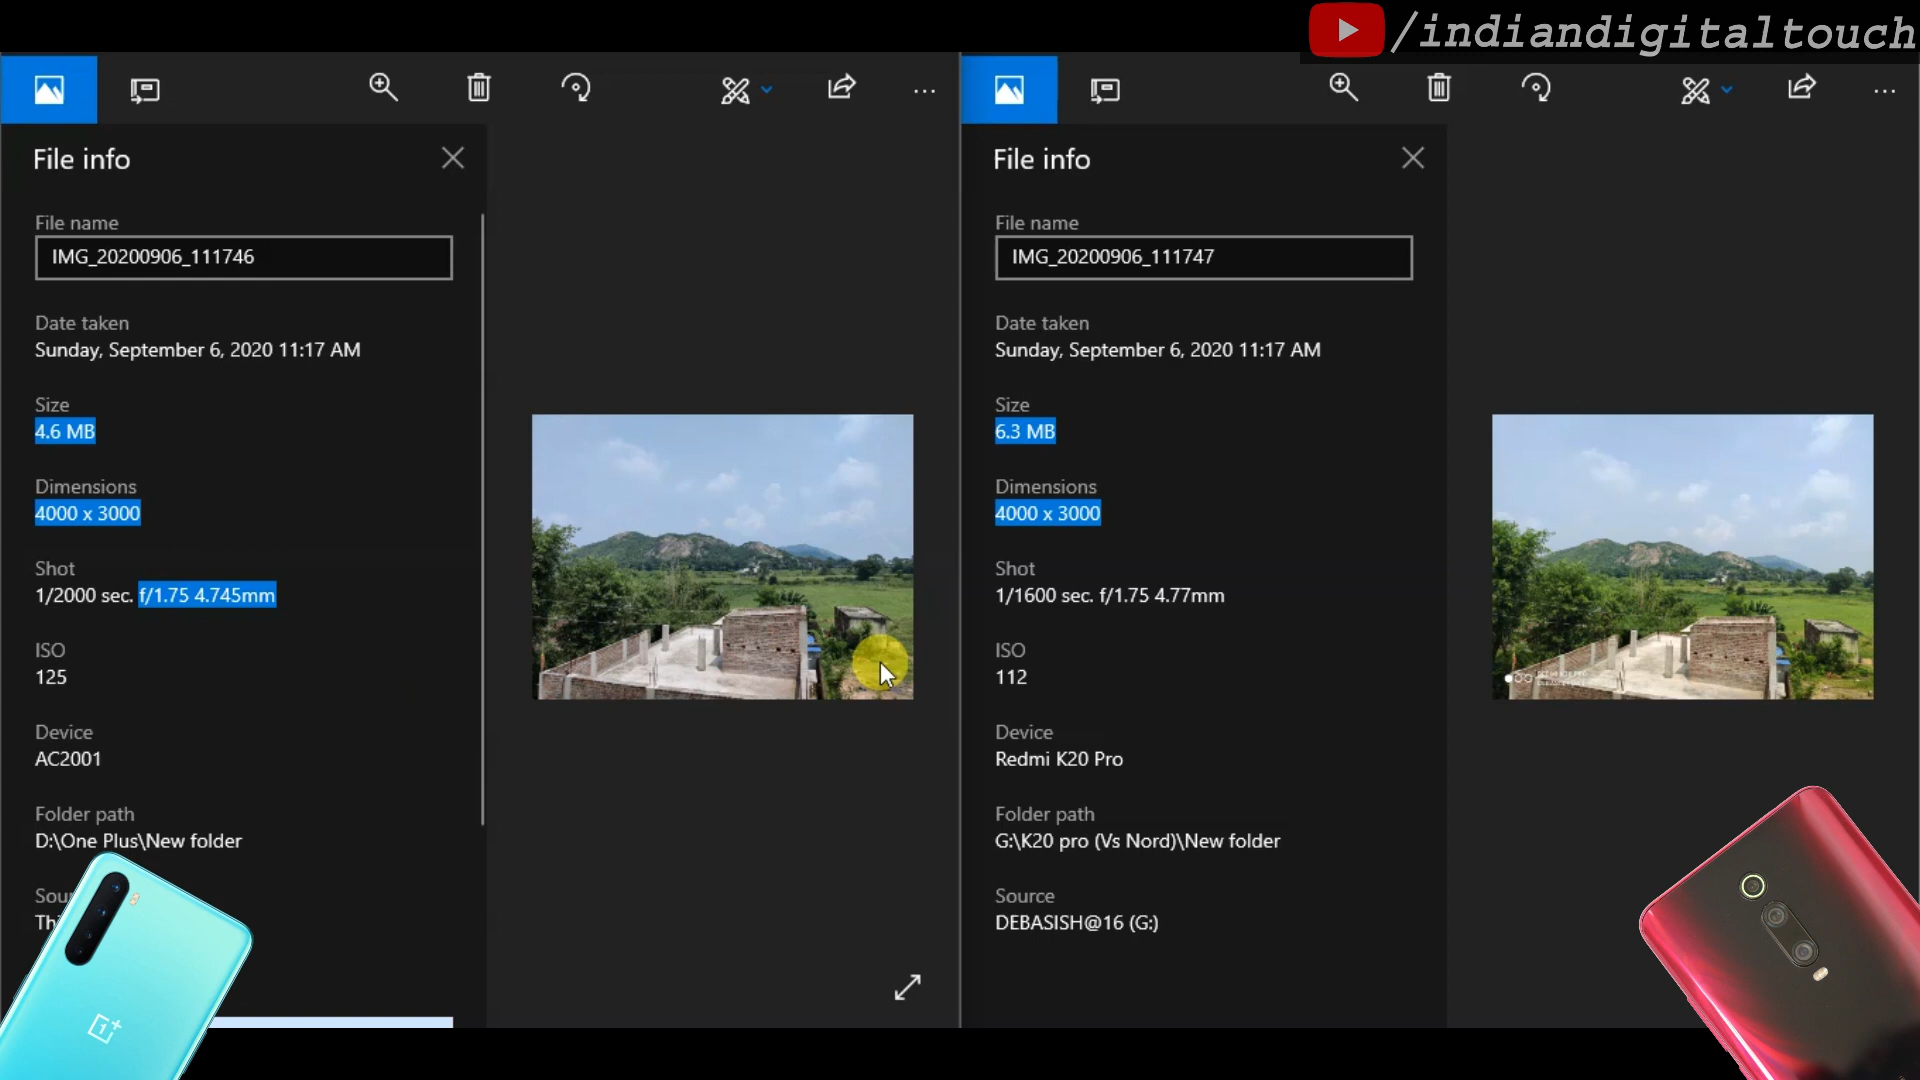 /indiandigitaltouch
File info
File name
IMG_20200906_111746
Date taken
Sunday, September 6, 2020 11:17 AM
Size
4.6 MB
Dimensions
4000 x 3000
Shot
1/2000 sec. f/1.75 4.745mm
ISO
125
Device
AC2001
Folder path
D:\One Plus\New folder
Sou
Th
File info
File name
IMG_20200906_111747
Date taken
Sunday, September 6, 2020 11:17 AM
Size
6.3 MB
Dimensions
4000 x 3000
Shot
1/1600 sec. f/1.75 4.77mm
ISO
112
Device
Redmi K20 Pro
Folder path
G:\K20 pro (Vs Nord)\New folder
Source
DEBASISH@16 (G:)